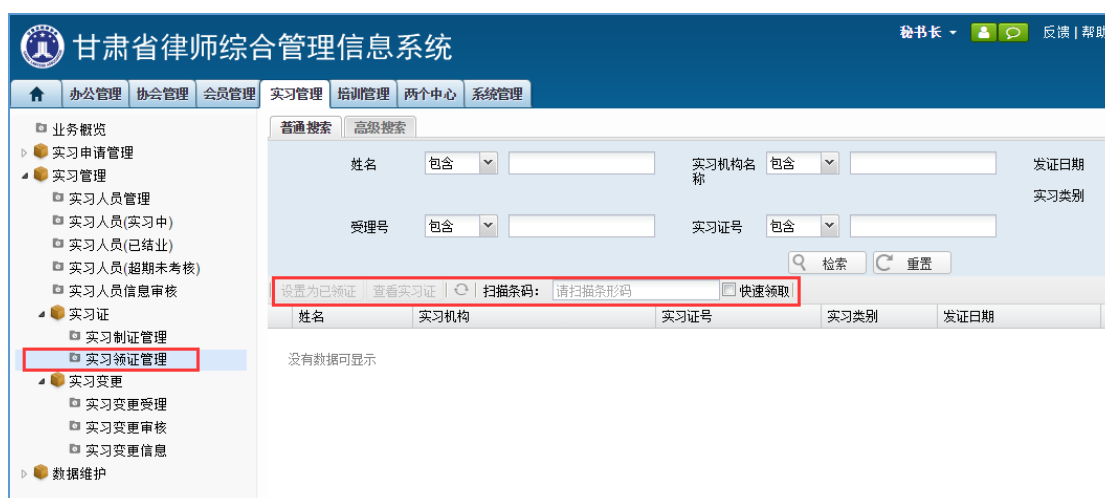 甘肃省律师综合管理信息系统
秘书长 反馈 | 帮助
办公管理 协会管理 会员管理 实习管理 培训管理 两个中心 系统管理
业务概览
实习申请管理
实习管理
实习人员管理
实习人员(实习中)
实习人员(已结业)
实习人员(超期未考核)
实习人员信息审核
实习证
实习制证管理
实习领证管理
实习变更
实习变更受理
实习变更审核
实习变更信息
数据维护
普通搜索 高级搜索
姓名 包含 实习机构名称 包含 发证日期
实习类别
受理号 包含 实习证号 包含
检索 重置
设置为已领证 查看实习证 扫描条码: 请扫描条形码 快速领取
姓名 实习机构 实习证号 实习类别 发证日期
没有数据可显示